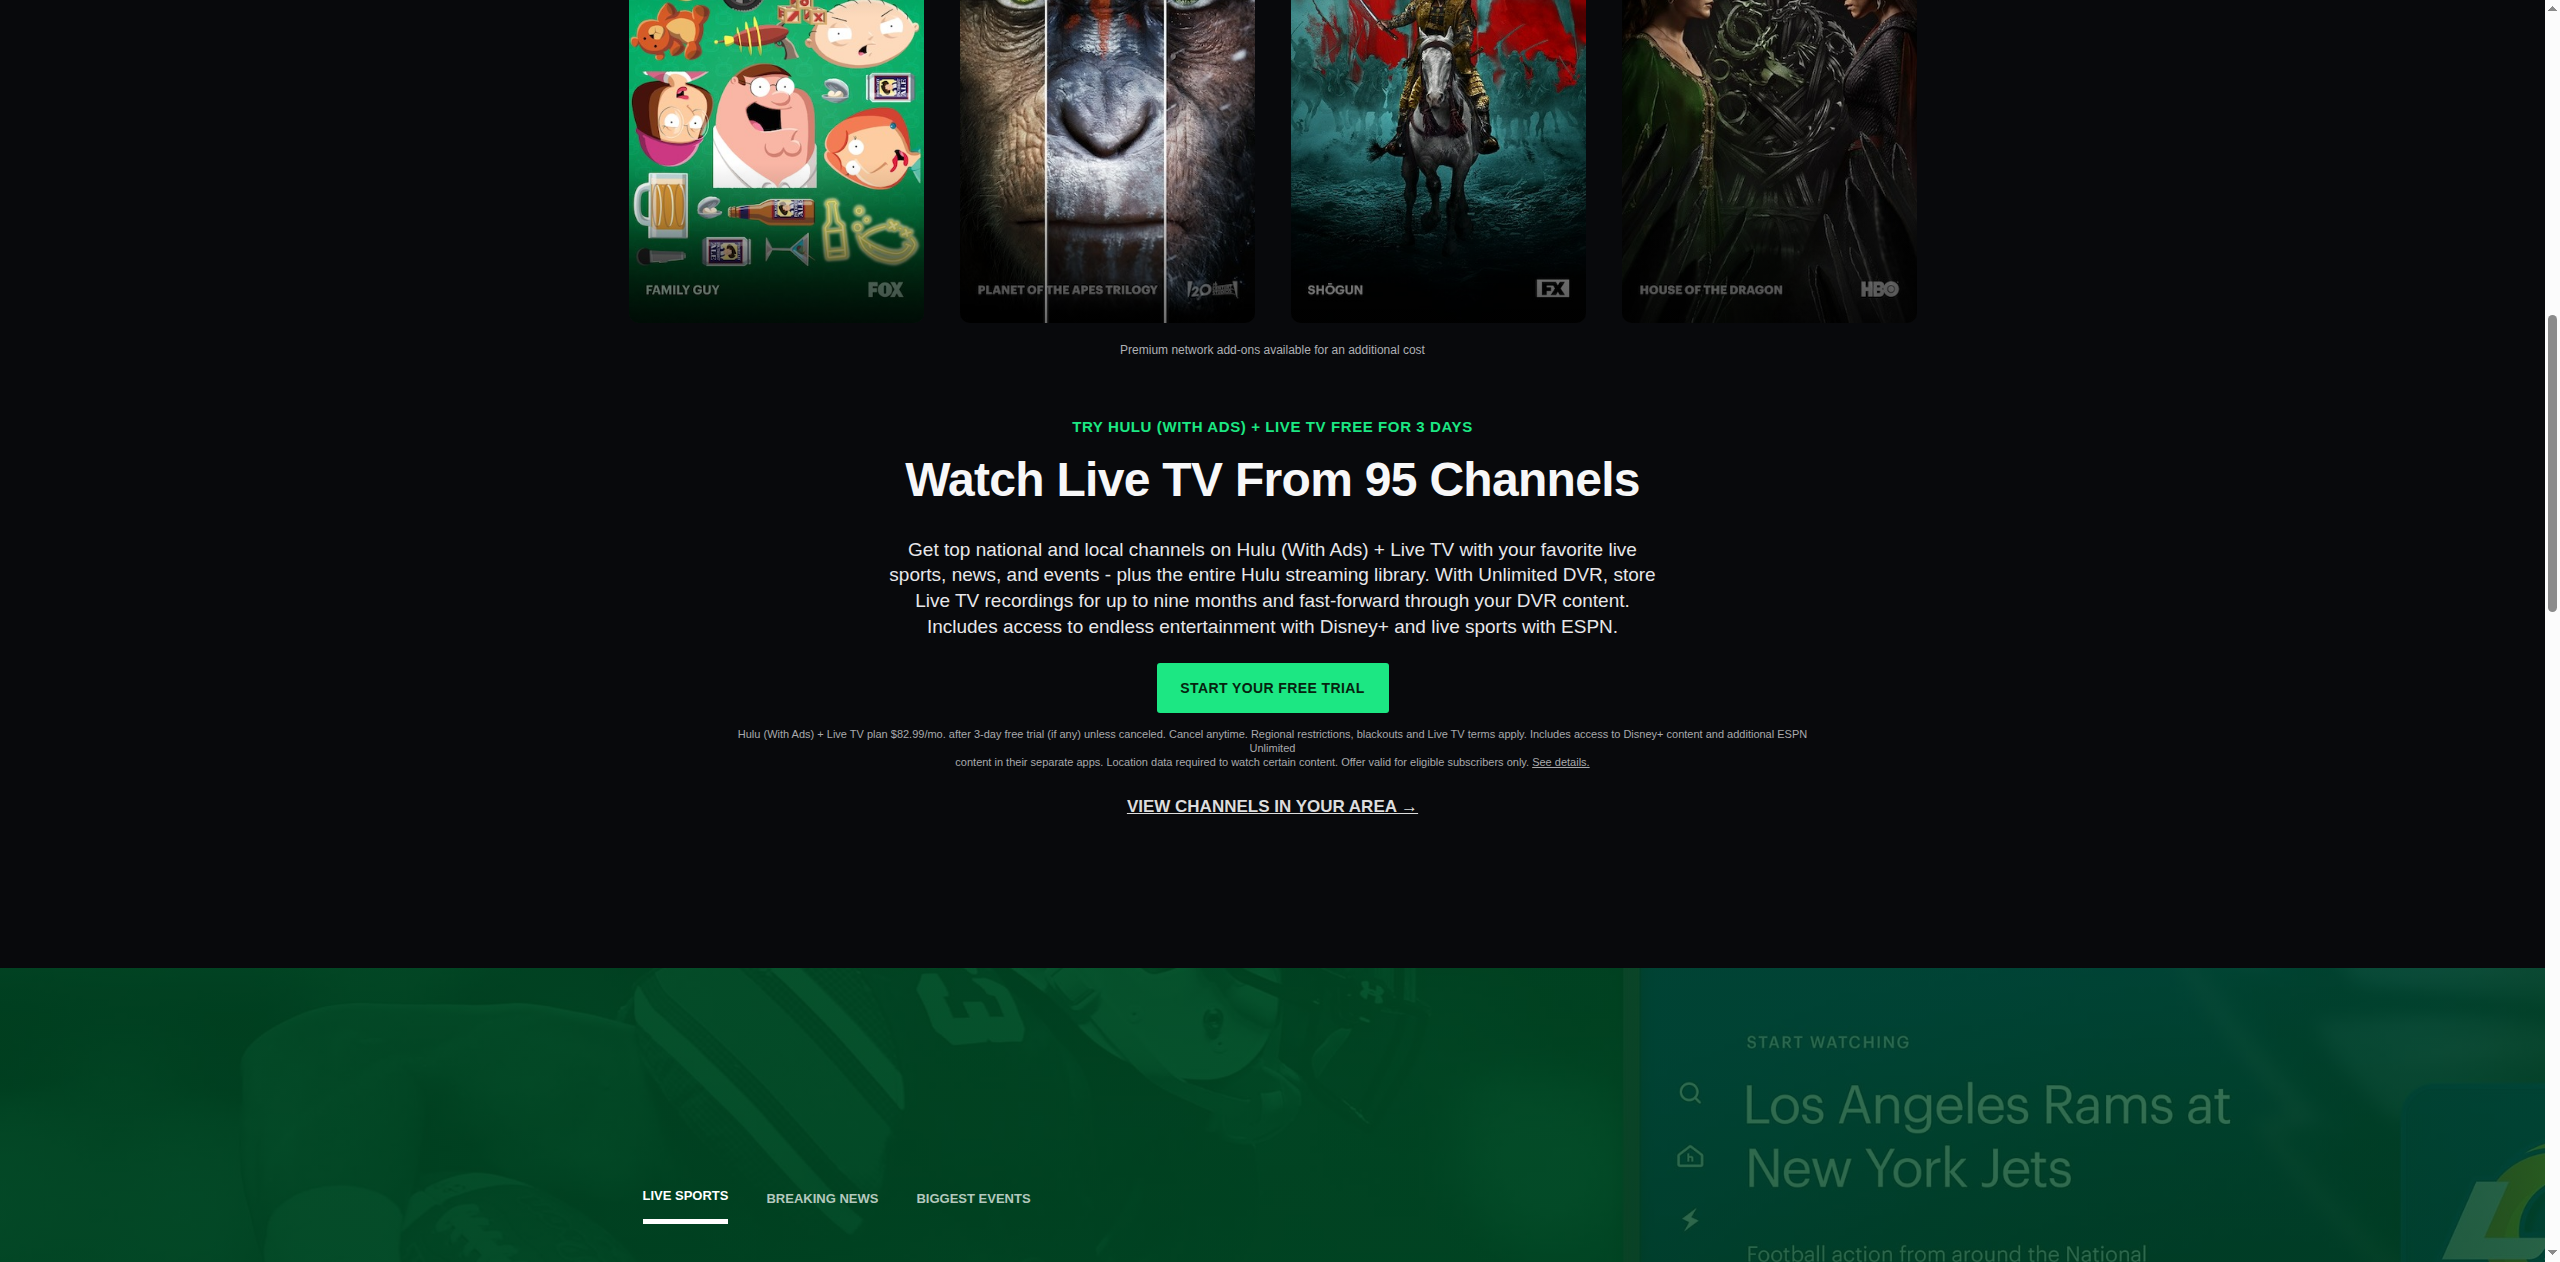 FAMILY GUY
FOX
PLANET OF THE APES TRILOGY
20
SHŌGUN
FX
HOUSE OF THE DRAGON
HBO
Premium network add-ons available for an additional cost
TRY HULU (WITH ADS) + LIVE TV FREE FOR 3 DAYS
Watch Live TV From 95 Channels
Get top national and local channels on Hulu (With Ads) + Live TV with your favorite live
sports, news, and events - plus the entire Hulu streaming library. With Unlimited DVR, store
Live TV recordings for up to nine months and fast-forward through your DVR content.
Includes access to endless entertainment with Disney+ and live sports with ESPN.
START YOUR FREE TRIAL
Hulu (With Ads) + Live TV plan $82.99/mo. after 3-day free trial (if any) unless canceled. Cancel anytime. Regional restrictions, blackouts and Live TV terms apply. Includes access to Disney+ content and additional ESPN
Unlimited
content in their separate apps. Location data required to watch certain content. Offer valid for eligible subscribers only. See details.
VIEW CHANNELS IN YOUR AREA →
START WATCHING
Los Angeles Rams at
New York Jets
Football action from around the National
LIVE SPORTS
BREAKING NEWS
BIGGEST EVENTS